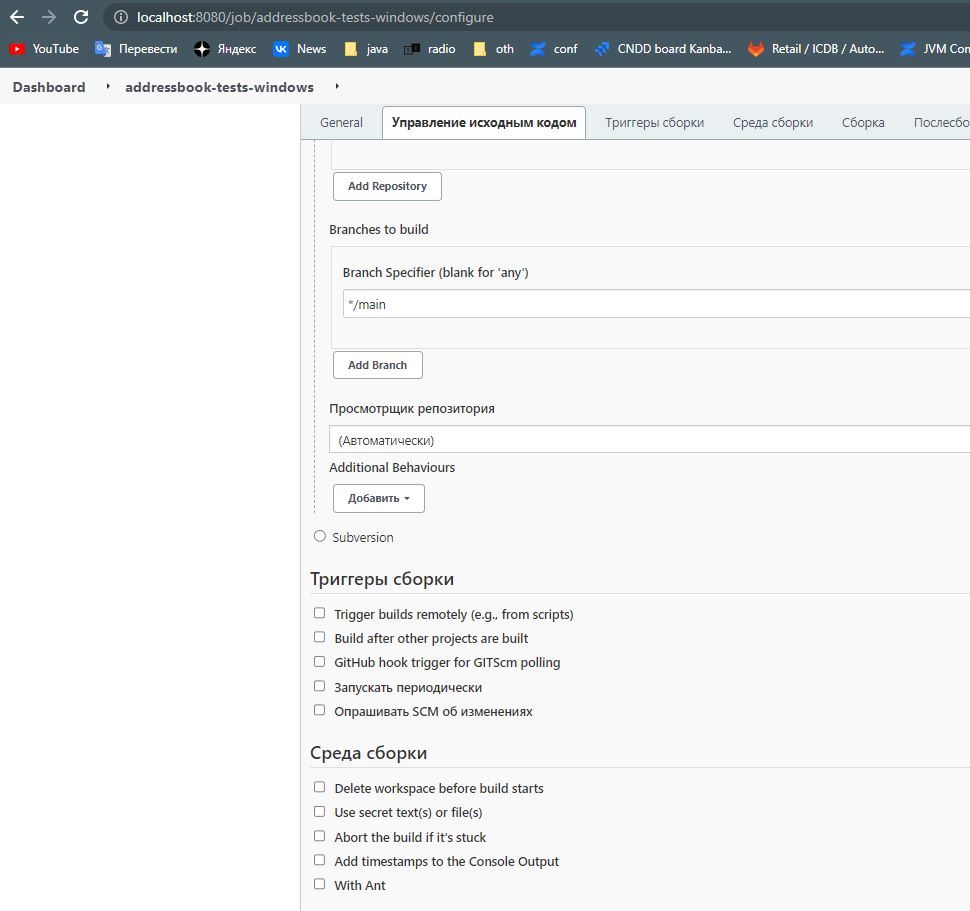 localhost:8080/job/addressbook-tests-windows/configure
YouTube Перевести Яндекс News java radio oth conf CNDD board Kanba... Retail / ICDB / Auto... JVM Con
Dashboard addressbook-tests-windows
General Управление исходным кодом Триггеры сборки Среда сборки Сборка Послесбо
Add Repository
Branches to build
Branch Specifier (blank for 'any')
*/main
Add Branch
Просмотрщик репозитория
(Автоматически)
Additional Behaviours
Добавить
Subversion
Триггеры сборки
Trigger builds remotely (e.g., from scripts)
Build after other projects are built
GitHub hook trigger for GITScm polling
Запускать периодически
Опрашивать SCM об изменениях
Среда сборки
Delete workspace before build starts
Use secret text(s) or file(s)
Abort the build if it's stuck
Add timestamps to the Console Output
With Ant